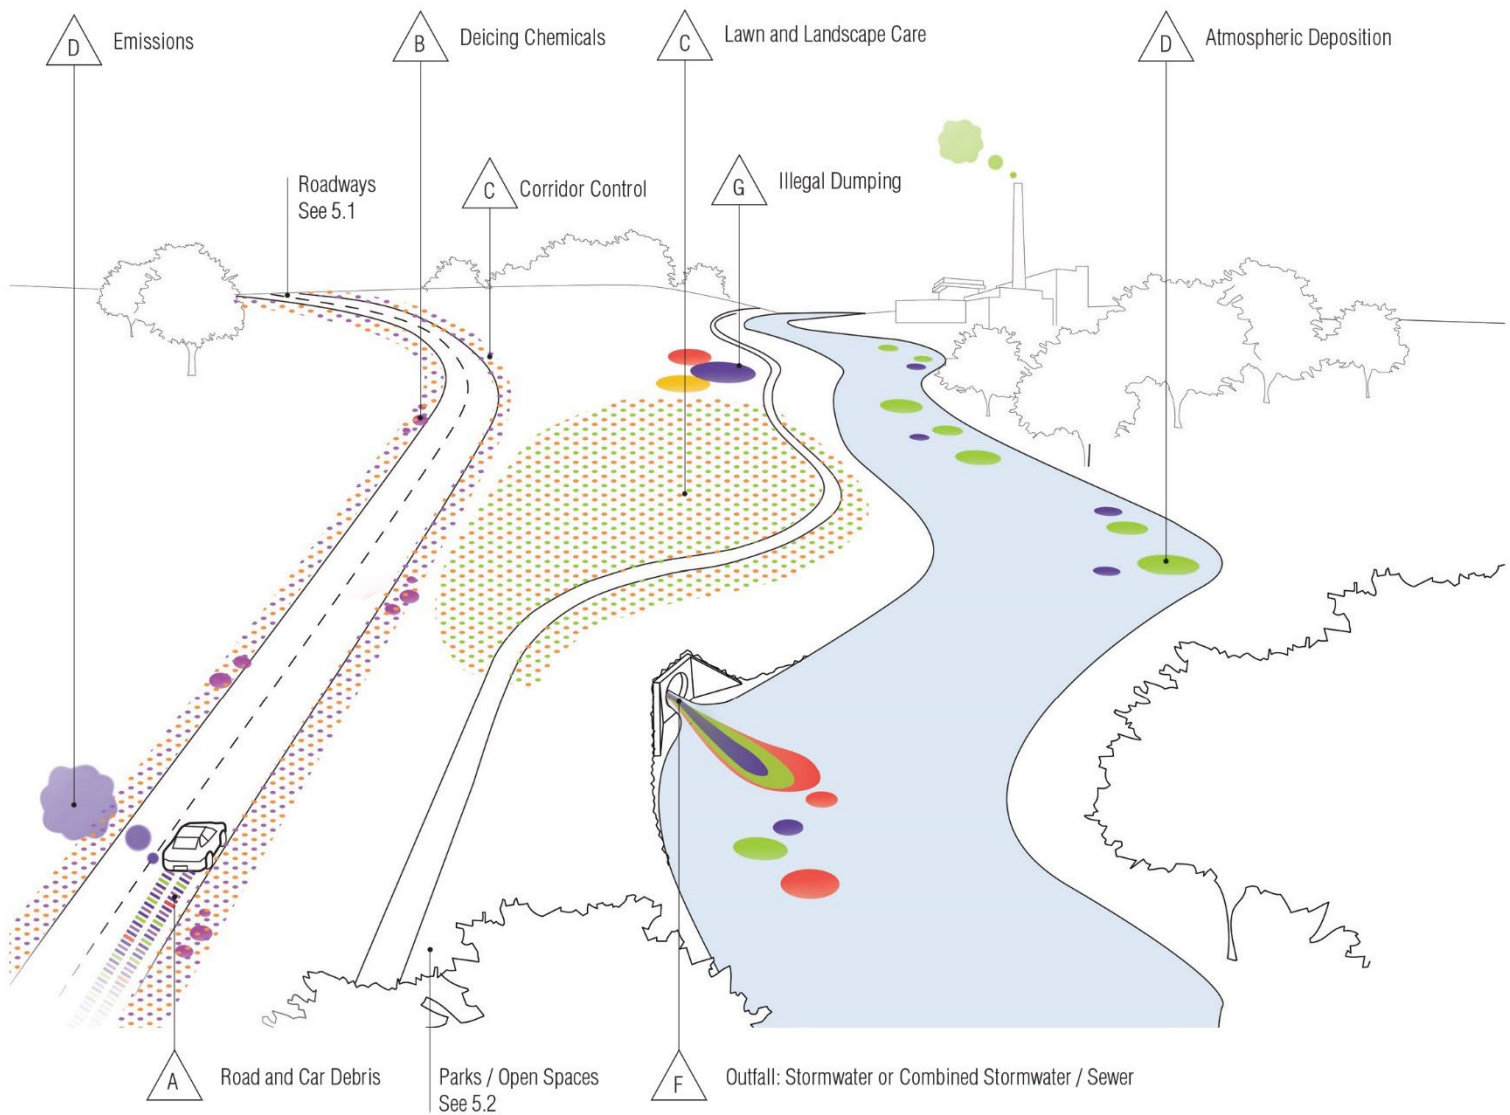 D Emissions
B Deicing Chemicals
C Lawn and Landscape Care
D Atmospheric Deposition
Roadways
See 5.1
C Corridor Control
G Illegal Dumping
A Road and Car Debris
Parks / Open Spaces
See 5.2
F Outfall: Stormwater or Combined Stormwater / Sewer